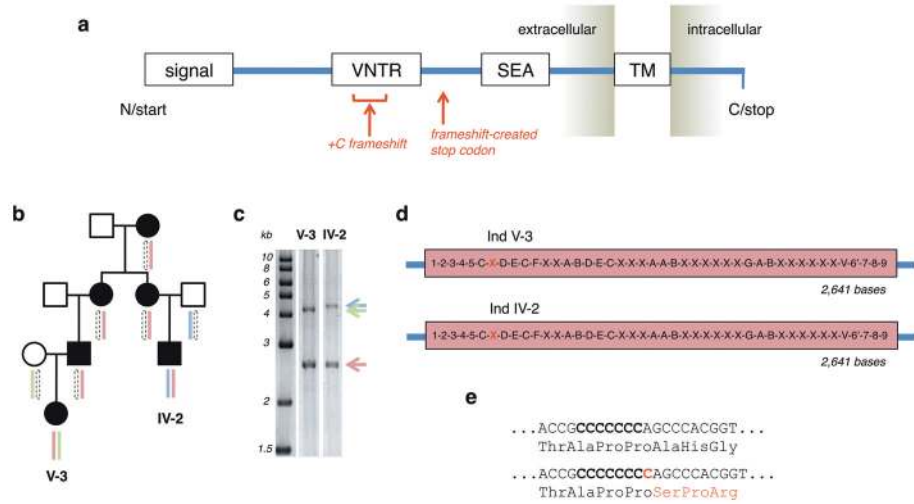 a
extracellular
intracellular
signal
VNTR
SEA
TM
N/start
C/stop
+C frameshift
frameshift-created
stop codon
b
IV-2
V-3
c
V-3 IV-2
kb
10
8
6
5
4
3
2
1.5
d
Ind V-3
1-2-3-4-5-C-X-D-E-C-F-X-X-A-B-D-E-C-X-X-X-A-A-B-X-X-X-X-X-X-G-A-B-X-X-X-X-X-X-V-6'-7-8-9
2,641 bases
Ind IV-2
1-2-3-4-5-C-X-D-E-C-F-X-X-A-B-D-E-C-X-X-X-A-A-B-X-X-X-X-X-X-G-A-B-X-X-X-X-X-X-V-6'-7-8-9
2,641 bases
e
...ACCGCCCCCCCAGCCCACGGT...
ThrAlaProProAlaHisGly
...ACCGCCCCCCCCAGCCCACGGT...
ThrAlaProProSerProArg